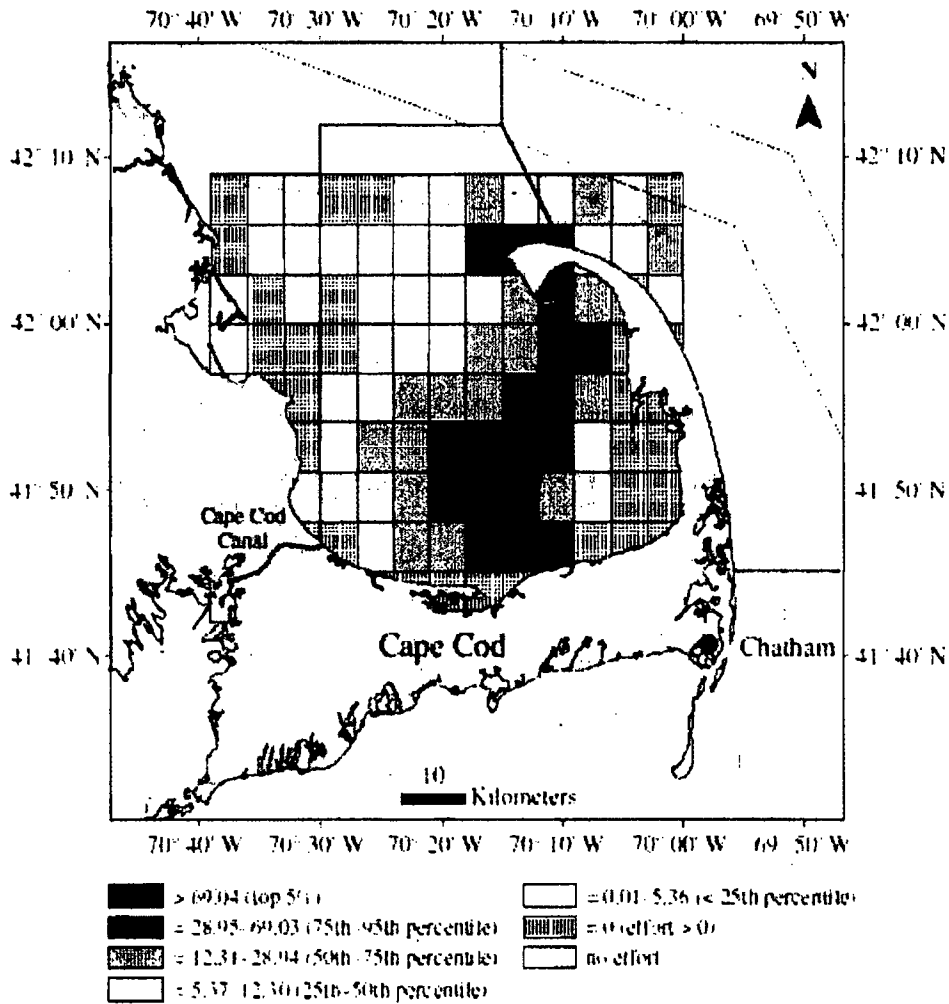 70° 40' W 70° 30' W 70° 20' W 70° 10' W 70° 00' W 69° 50' W
N
42° 10' N 42° 10' N
42° 00' N 42° 00' N
41° 50' N 41° 50' N
Cape Cod
Canal
Cape Cod
Chatham
41° 40' N 41° 40' N
10
Kilometers
70° 40' W 70° 30' W 70° 20' W 70° 10' W 70° 00' W 69° 50' W
> 69.04 (top 5%)
= 28.95-69.03 (75th -95th percentile)
= 12.31-28.94 (50th -75th percentile)
= 5.37-12.30 (25th-50th percentile)
= 0.01-5.36 (< 25th percentile)
= 0 (effort > 0)
no effort